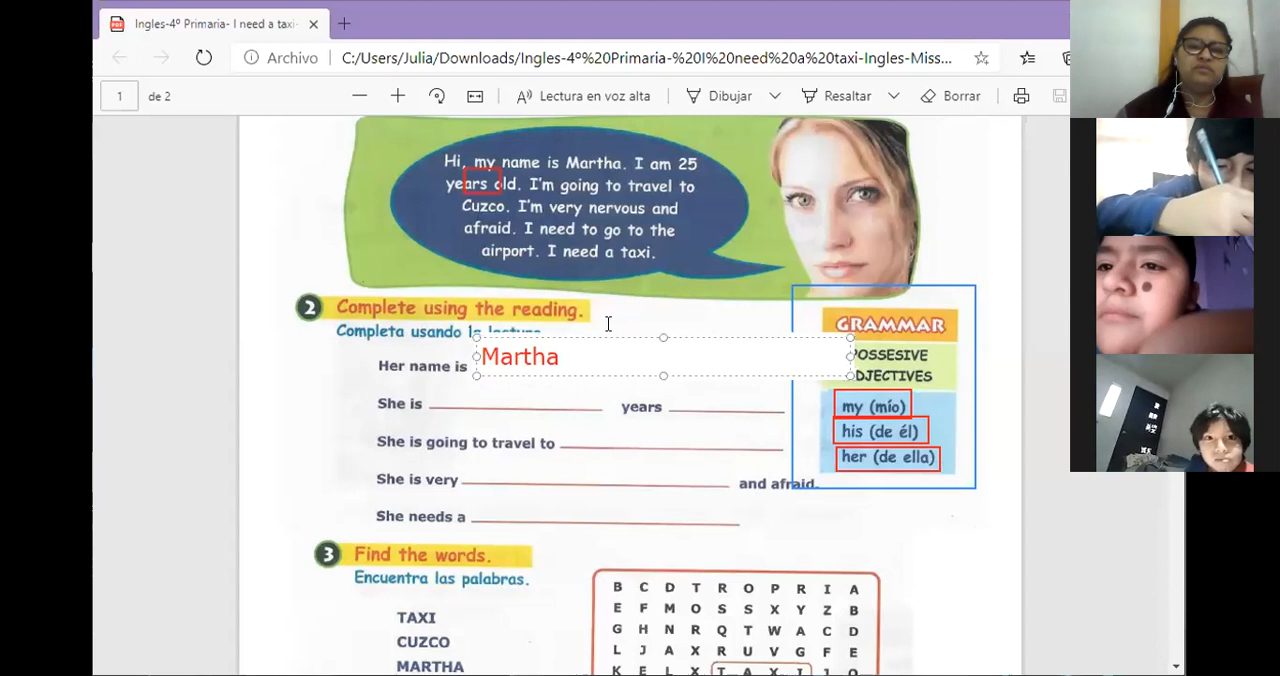 Ingles-4º Primaria- I need a taxi-
Archivo
C:/Users/Julia/Downloads/Ingles-4º%20Primaria-%20I%20need%20a%20taxi-Ingles-Miss...
1 de 2
Lectura en voz alta
Dibujar
Resaltar
Borrar
Hi, my name is Martha. I am 25
years old. I'm going to travel to
Cuzco. I'm very nervous and
afraid. I need to go to the
airport. I need a taxi.
2 Complete using the reading.
Completa usando la lectura.
Her name is Martha
She is years
She is going to travel to
She is very and afraid.
She needs a
GRAMMAR
POSSESIVE
ADJECTIVES
my (mío)
his (de él)
her (de ella)
3 Find the words.
Encuentra las palabras.
TAXI
CUZCO
MARTHA
B C D T R O P R I A
E F M O S S X Y Z B
G H N R Q T W A C D
L J A X R U V G F E
K E L X T A X I J O